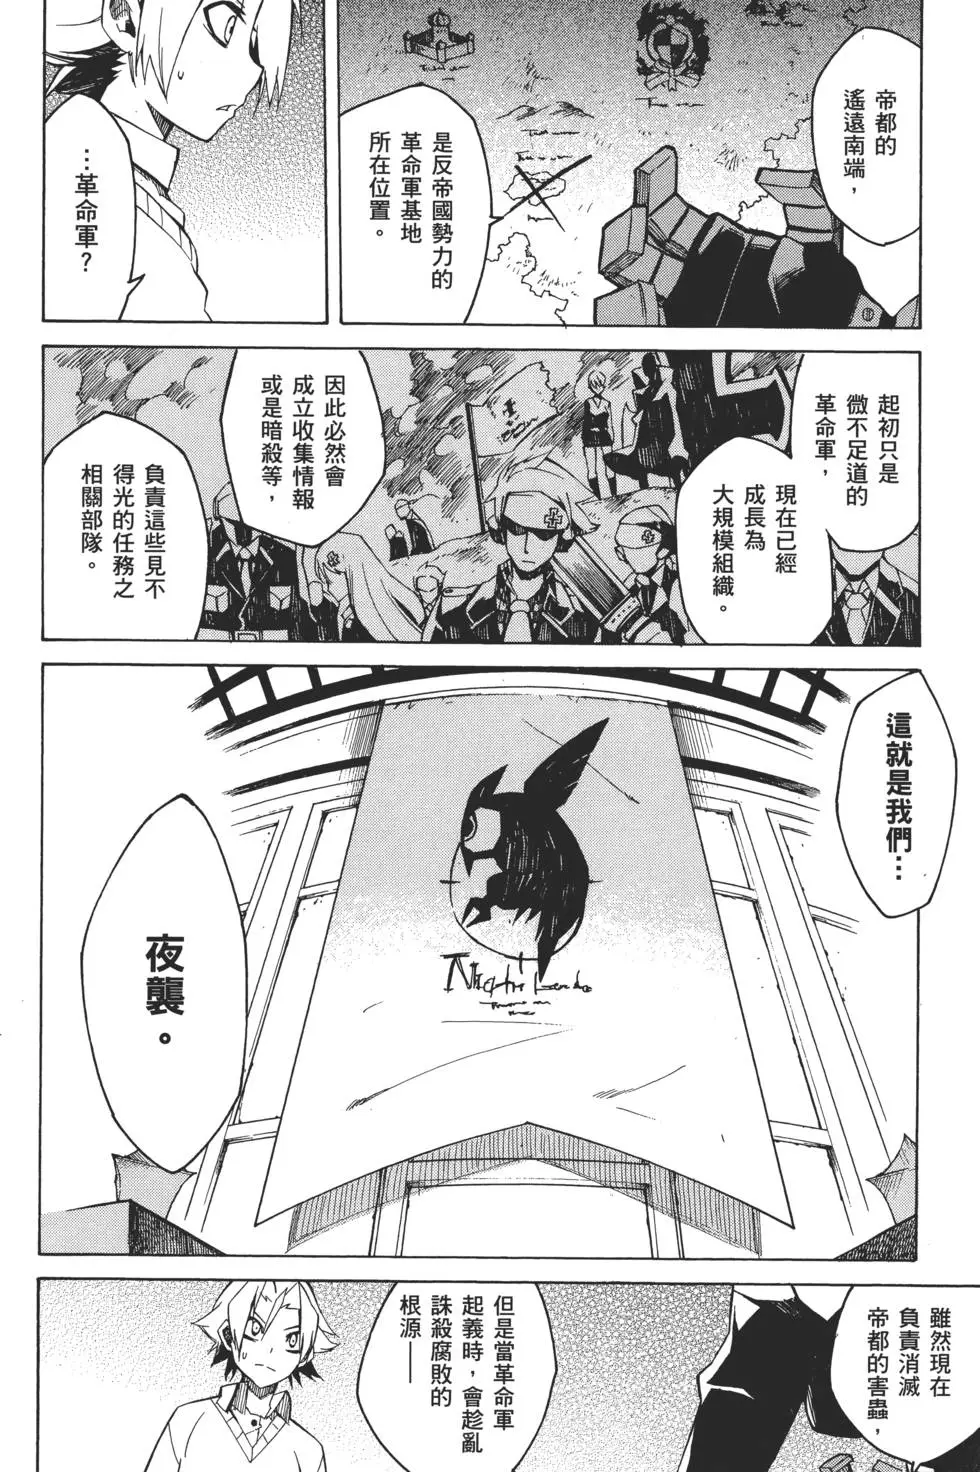 帝都的
遙遠南端，
是反帝國勢力的
革命軍基地
所在位置。
…革命軍？
起初只是
微不足道的
革命軍，
現在已經
成長為
大規模組織。
因此必然會
成立收集情報
或是暗殺等，
負責這些見不
得光的任務之
相關部隊。
這就是我們…
夜襲。
雖然現在
負責消滅
帝都的害蟲，
但是當革命軍
起義時，會趁亂
誅殺腐敗的
根源——